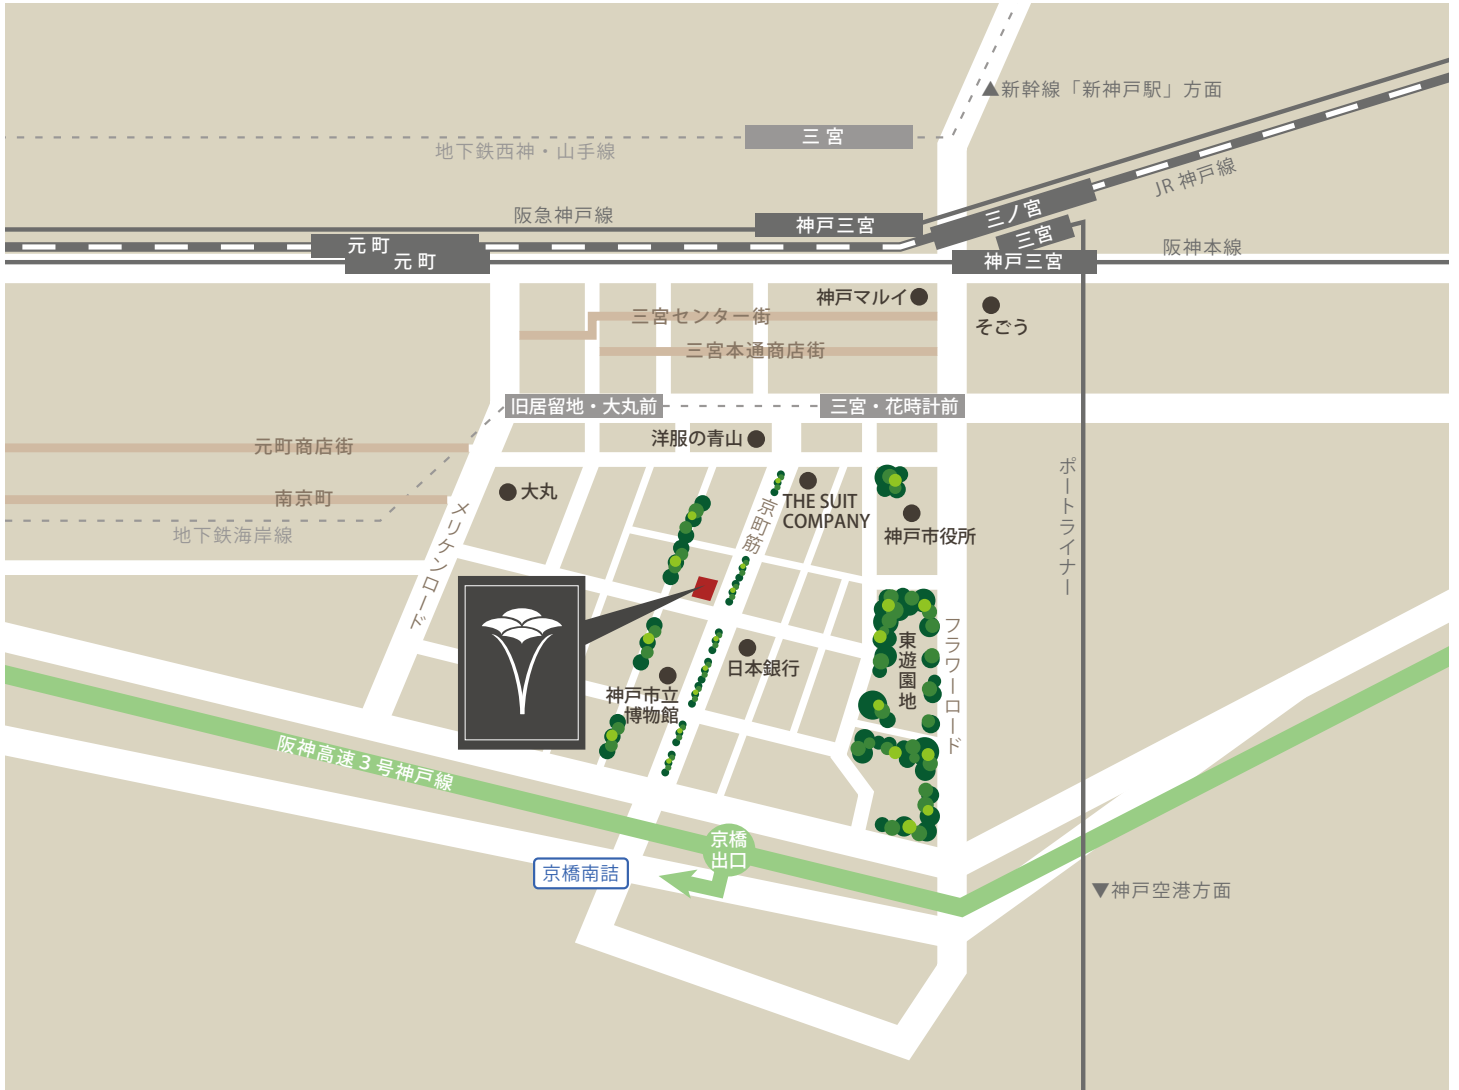 ▲新幹線「新神戸駅」方面
三宮
地下鉄西神・山手線
JR 神戸線
阪急神戸線
神戸三宮
三ノ宮
三宮
元町
元町
神戸三宮
阪神本線
神戸マルイ
そごう
三宮センター街
三宮本通商店街
旧居留地・大丸前
三宮・花時計前
洋服の青山
元町商店街
南京町
地下鉄海岸線
大丸
THE SUIT
COMPANY
京町筋
神戸市役所
ポートライナー
メリケンロード
フラワーロード
東遊園地
日本銀行
神戸市立
博物館
阪神高速3号神戸線
京橋
出口
京橋南詰
▼神戸空港方面